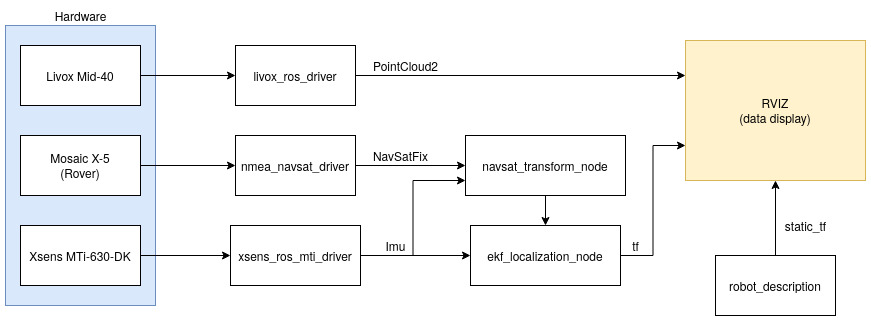 Hardware
Livox Mid-40
livox_ros_driver
PointCloud2
RVIZ
(data display)
Mosaic X-5
(Rover)
nmea_navsat_driver
NavSatFix
navsat_transform_node
Xsens MTi-630-DK
xsens_ros_mti_driver
Imu
ekf_localization_node
tf
static_tf
robot_description